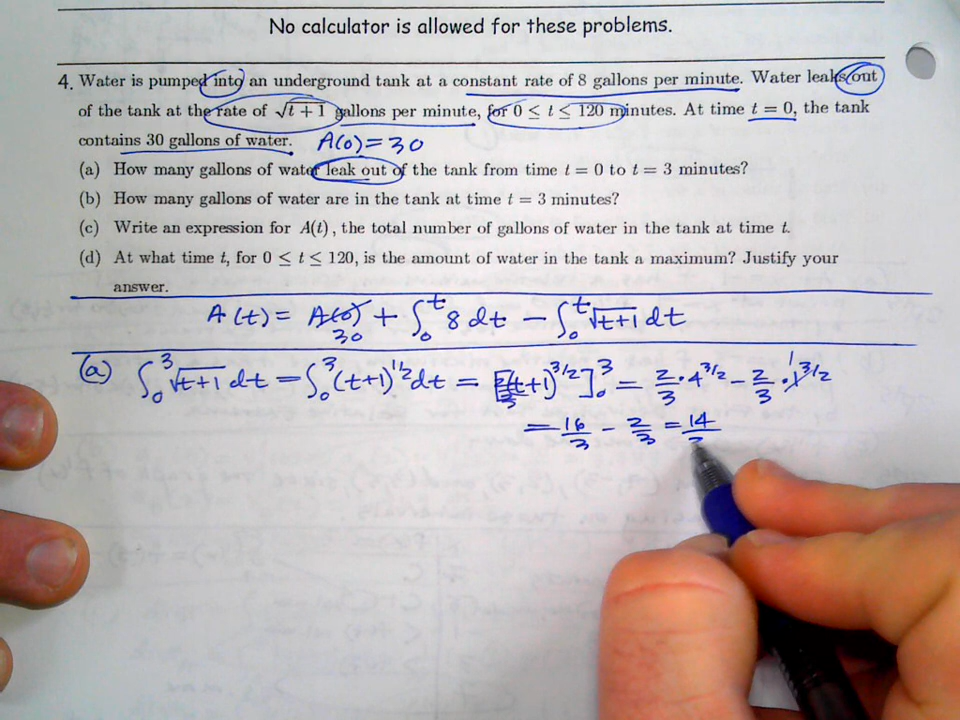 No calculator is allowed for these problems.
4. Water is pumped into an underground tank at a constant rate of 8 gallons per minute. Water leaks out
of the tank at the rate of √t + 1 gallons per minute, for 0 ≤ t ≤ 120 minutes. At time t = 0, the tank
contains 30 gallons of water. A(0) = 30
(a) How many gallons of water leak out of the tank from time t = 0 to t = 3 minutes?
(b) How many gallons of water are in the tank at time t = 3 minutes?
(c) Write an expression for A(t), the total number of gallons of water in the tank at time t.
(d) At what time t, for 0 ≤ t ≤ 120, is the amount of water in the tank a maximum? Justify your
answer.
A(t) = A(0) + ∫₀ᵗ 8 dt − ∫₀ᵗ √t+1 dt
30
(a) ∫₀³ √t+1 dt = ∫₀³ (t+1)^1/2 dt = [2/3 (t+1)^3/2]₀³ = 2/3 · 4^3/2 − 2/3 · 1^3/2
1
= 16/3 − 2/3 = 14